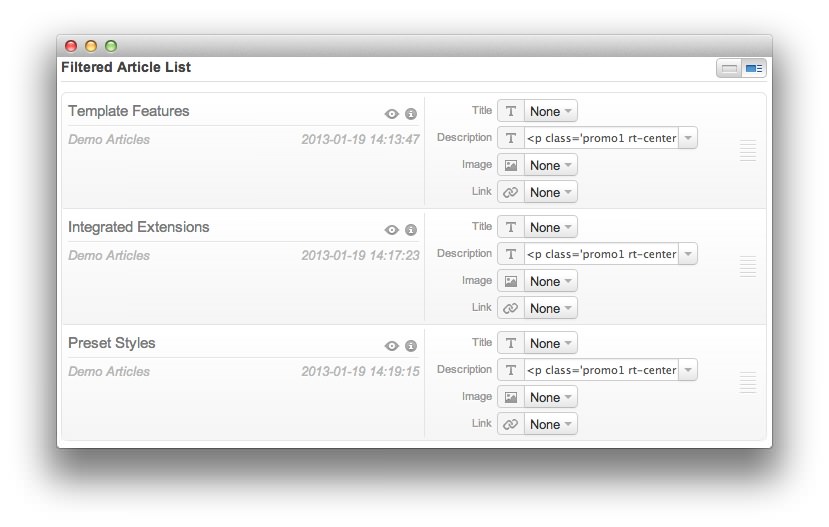 Filtered Article List
Template Features
Demo Articles 2013-01-19 14:13:47
Title None
Description <p class='promo1 rt-center
Image None
Link None
Integrated Extensions
Demo Articles 2013-01-19 14:17:23
Title None
Description <p class='promo1 rt-center
Image None
Link None
Preset Styles
Demo Articles 2013-01-19 14:19:15
Title None
Description <p class='promo1 rt-center
Image None
Link None